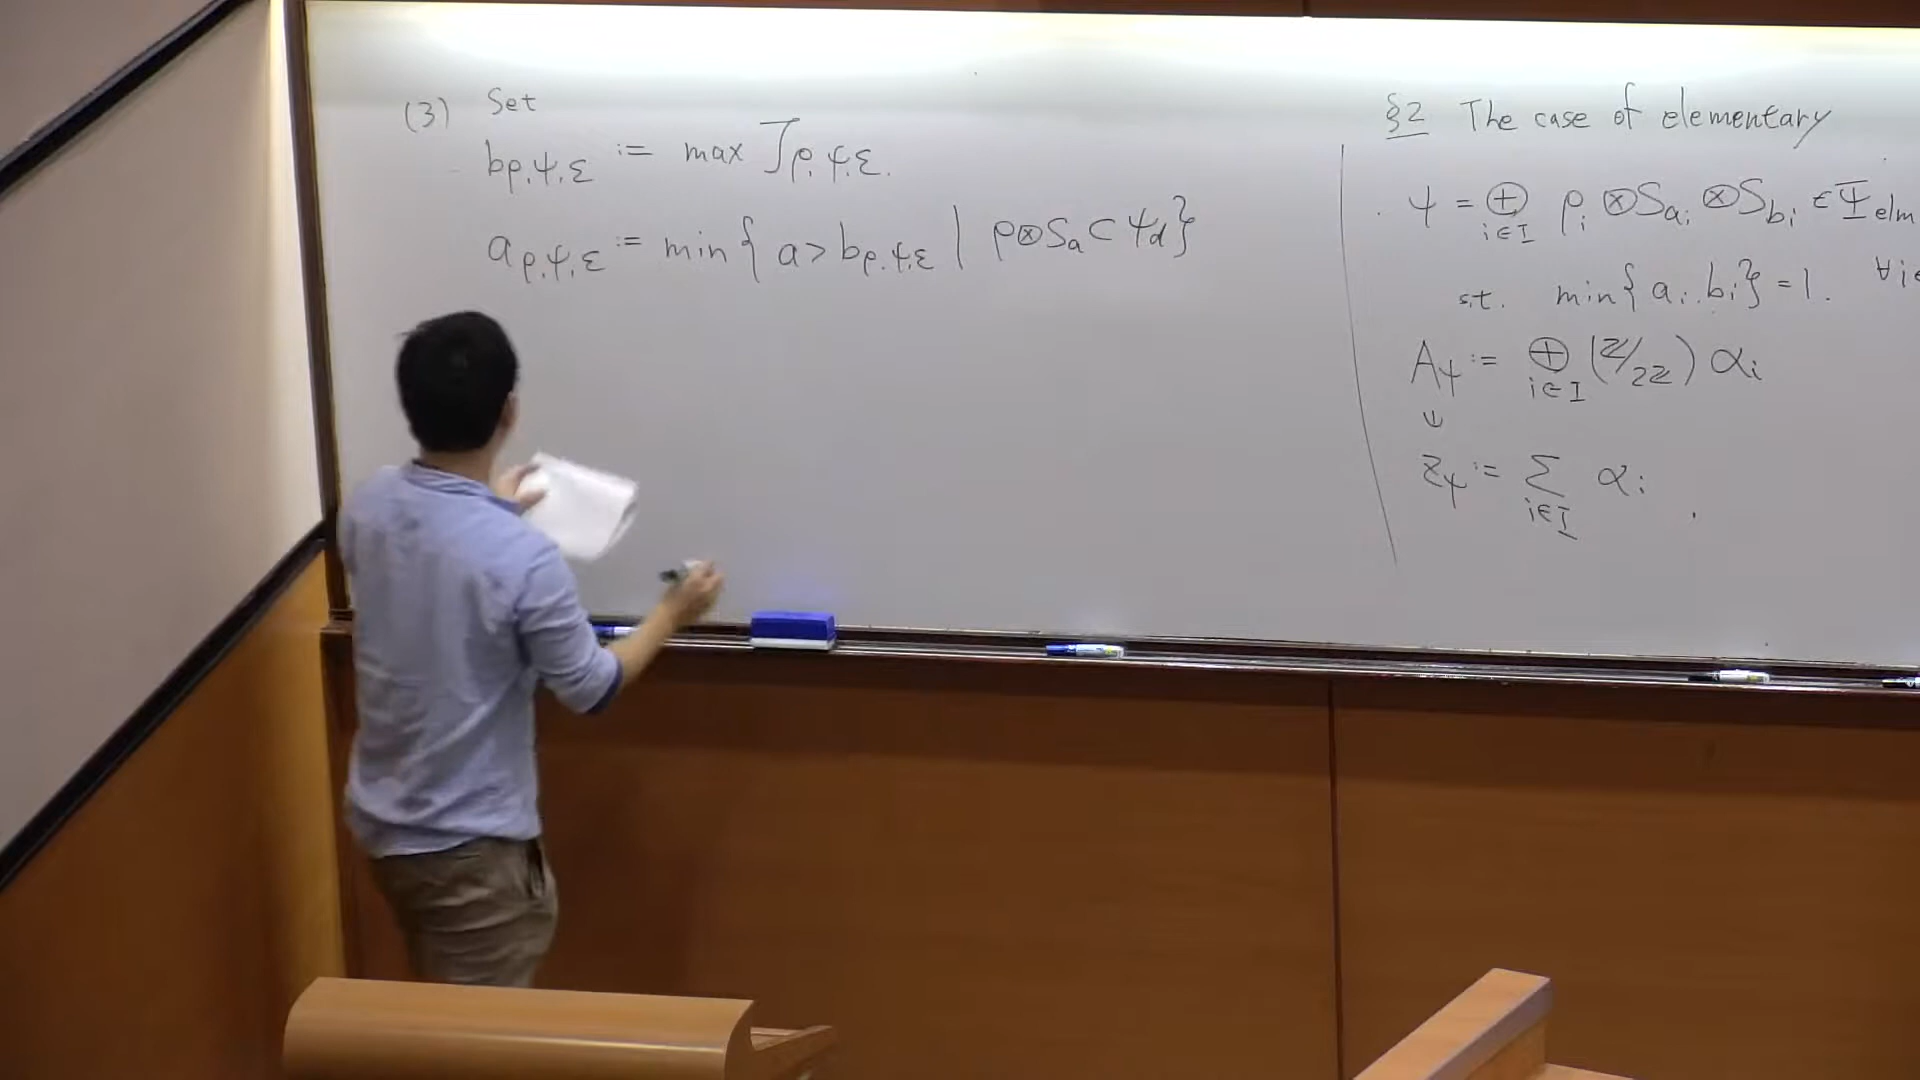 (3) Set
b_{ρ,ψ,ε} := max J_{ρ,ψ,ε}.
a_{ρ,ψ,ε} := min{ a > b_{ρ,ψ,ε} | ρ⊗S_a ⊂ ψ_d }
§2 The case of elementary
ψ = ⊕_{i∈I} ρ_i ⊗ S_{a_i} ⊗ S_{b_i} ∈ Ψ_elm
s.t. min{a_i, b_i} = 1. ∀i∈
A_ψ := ⊕_{i∈I} (Z/2Z) α_i
∪
z_ψ := Σ_{i∈I} α_i